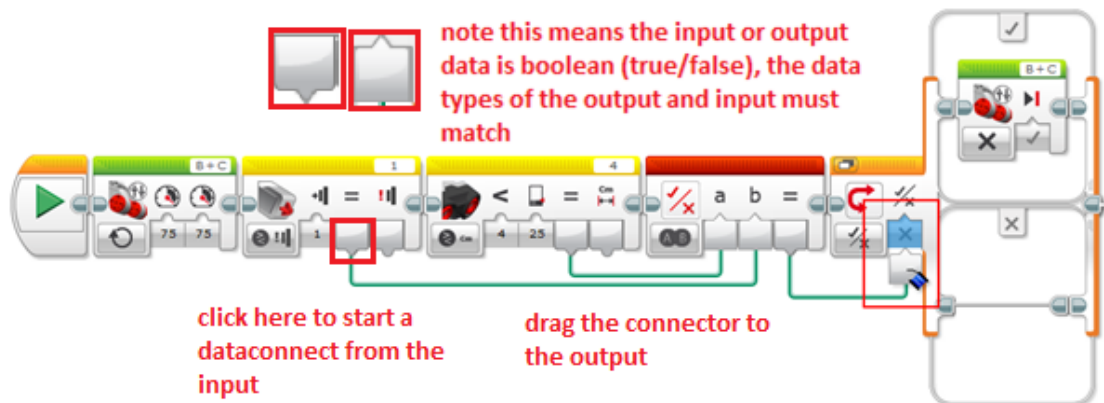 note this means the input or output
data is boolean (true/false), the data
types of the output and input must
match
B+C
B+C
1
4
= =
< = Cm
a b =
75 75
1
cm
4 25
A B
click here to start a
dataconnect from the
input
drag the connector to
the output